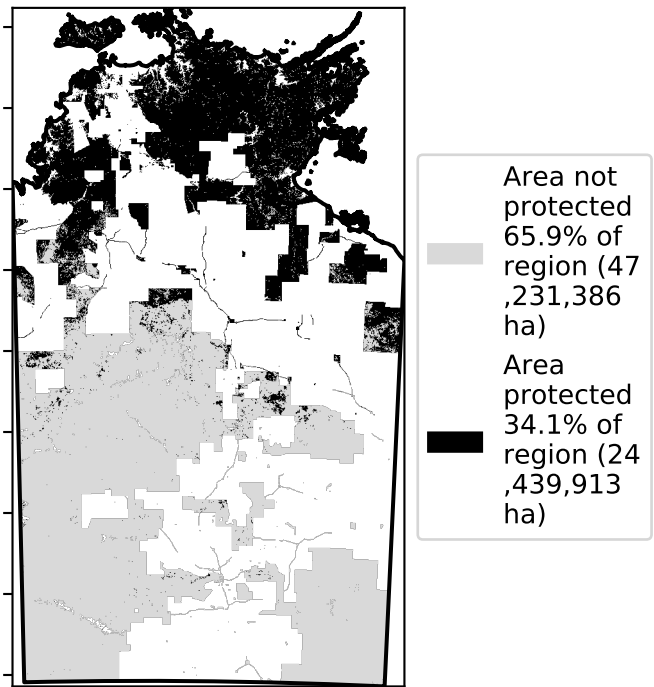 Area not
protected
65.9% of
region (47
,231,386
ha)
Area
protected
34.1% of
region (24
,439,913
ha)